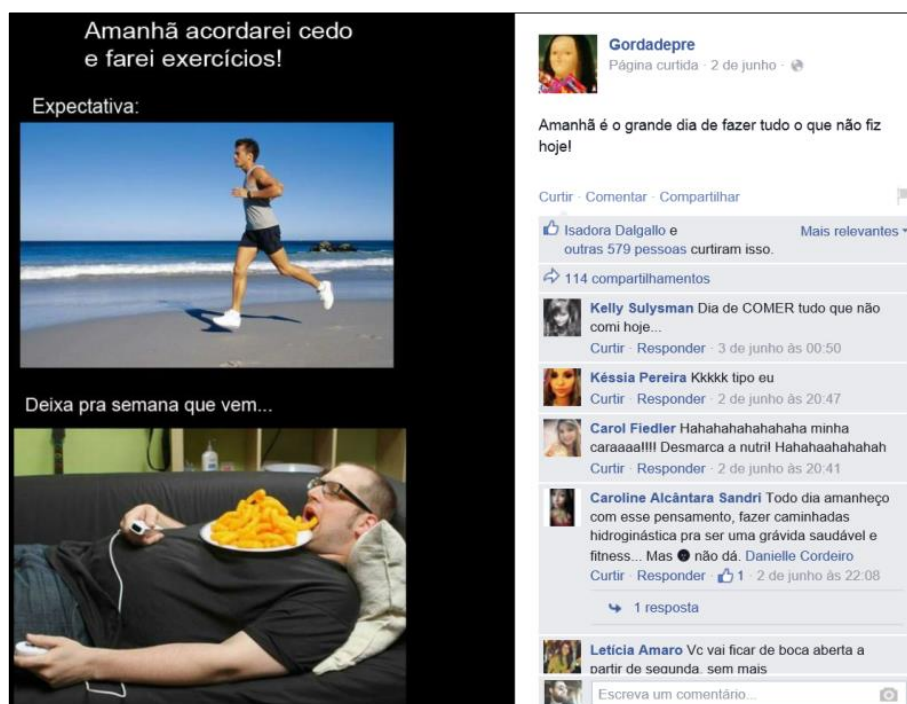 Amanhã acordarei cedo
e farei exercícios!
Expectativa:
Deixa pra semana que vem...
Gordadepre
Página curtida · 2 de junho ·
Amanhã é o grande dia de fazer tudo o que não fiz
hoje!
Curtir · Comentar · Compartilhar
Isadora Dalgallo e
outras 579 pessoas curtiram isso.
Mais relevantes
114 compartilhamentos
Kelly Sulysman Dia de COMER tudo que não
comi hoje...
Curtir · Responder · 3 de junho às 00:50
Késsia Pereira Kkkkk tipo eu
Curtir · Responder · 2 de junho às 20:47
Carol Fiedler Hahahahahahahaha minha
caraaaa!!!! Desmarca a nutri! Hahahaahahahah
Curtir · Responder · 2 de junho às 20:41
Caroline Alcântara Sandri Todo dia amanheço
com esse pensamento, fazer caminhadas
hidroginástica pra ser uma grávida saudável e
fitness... Mas não dá. Danielle Cordeiro
Curtir · Responder · 1 · 2 de junho às 22:08
1 resposta
Letícia Amaro Vc vai ficar de boca aberta a
partir de segunda, sem mais
Escreva um comentário...